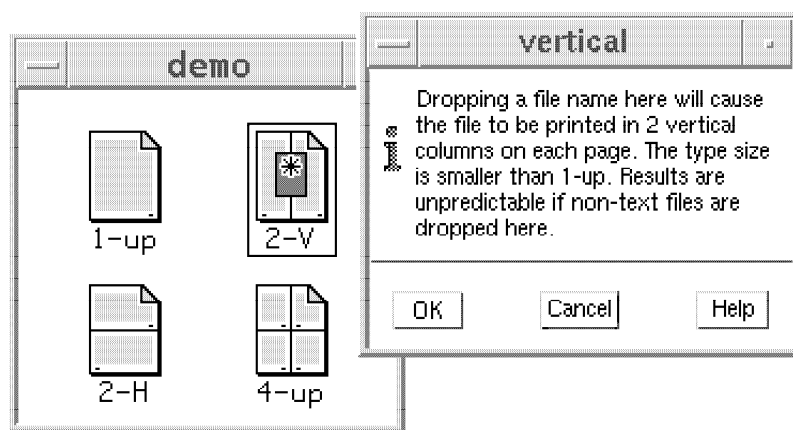 demo
1-up
2-V
2-H
4-up
vertical
Dropping a file name here will cause
the file to be printed in 2 vertical
columns on each page. The type size
is smaller than 1-up. Results are
unpredictable if non-text files are
dropped here.
OK
Cancel
Help